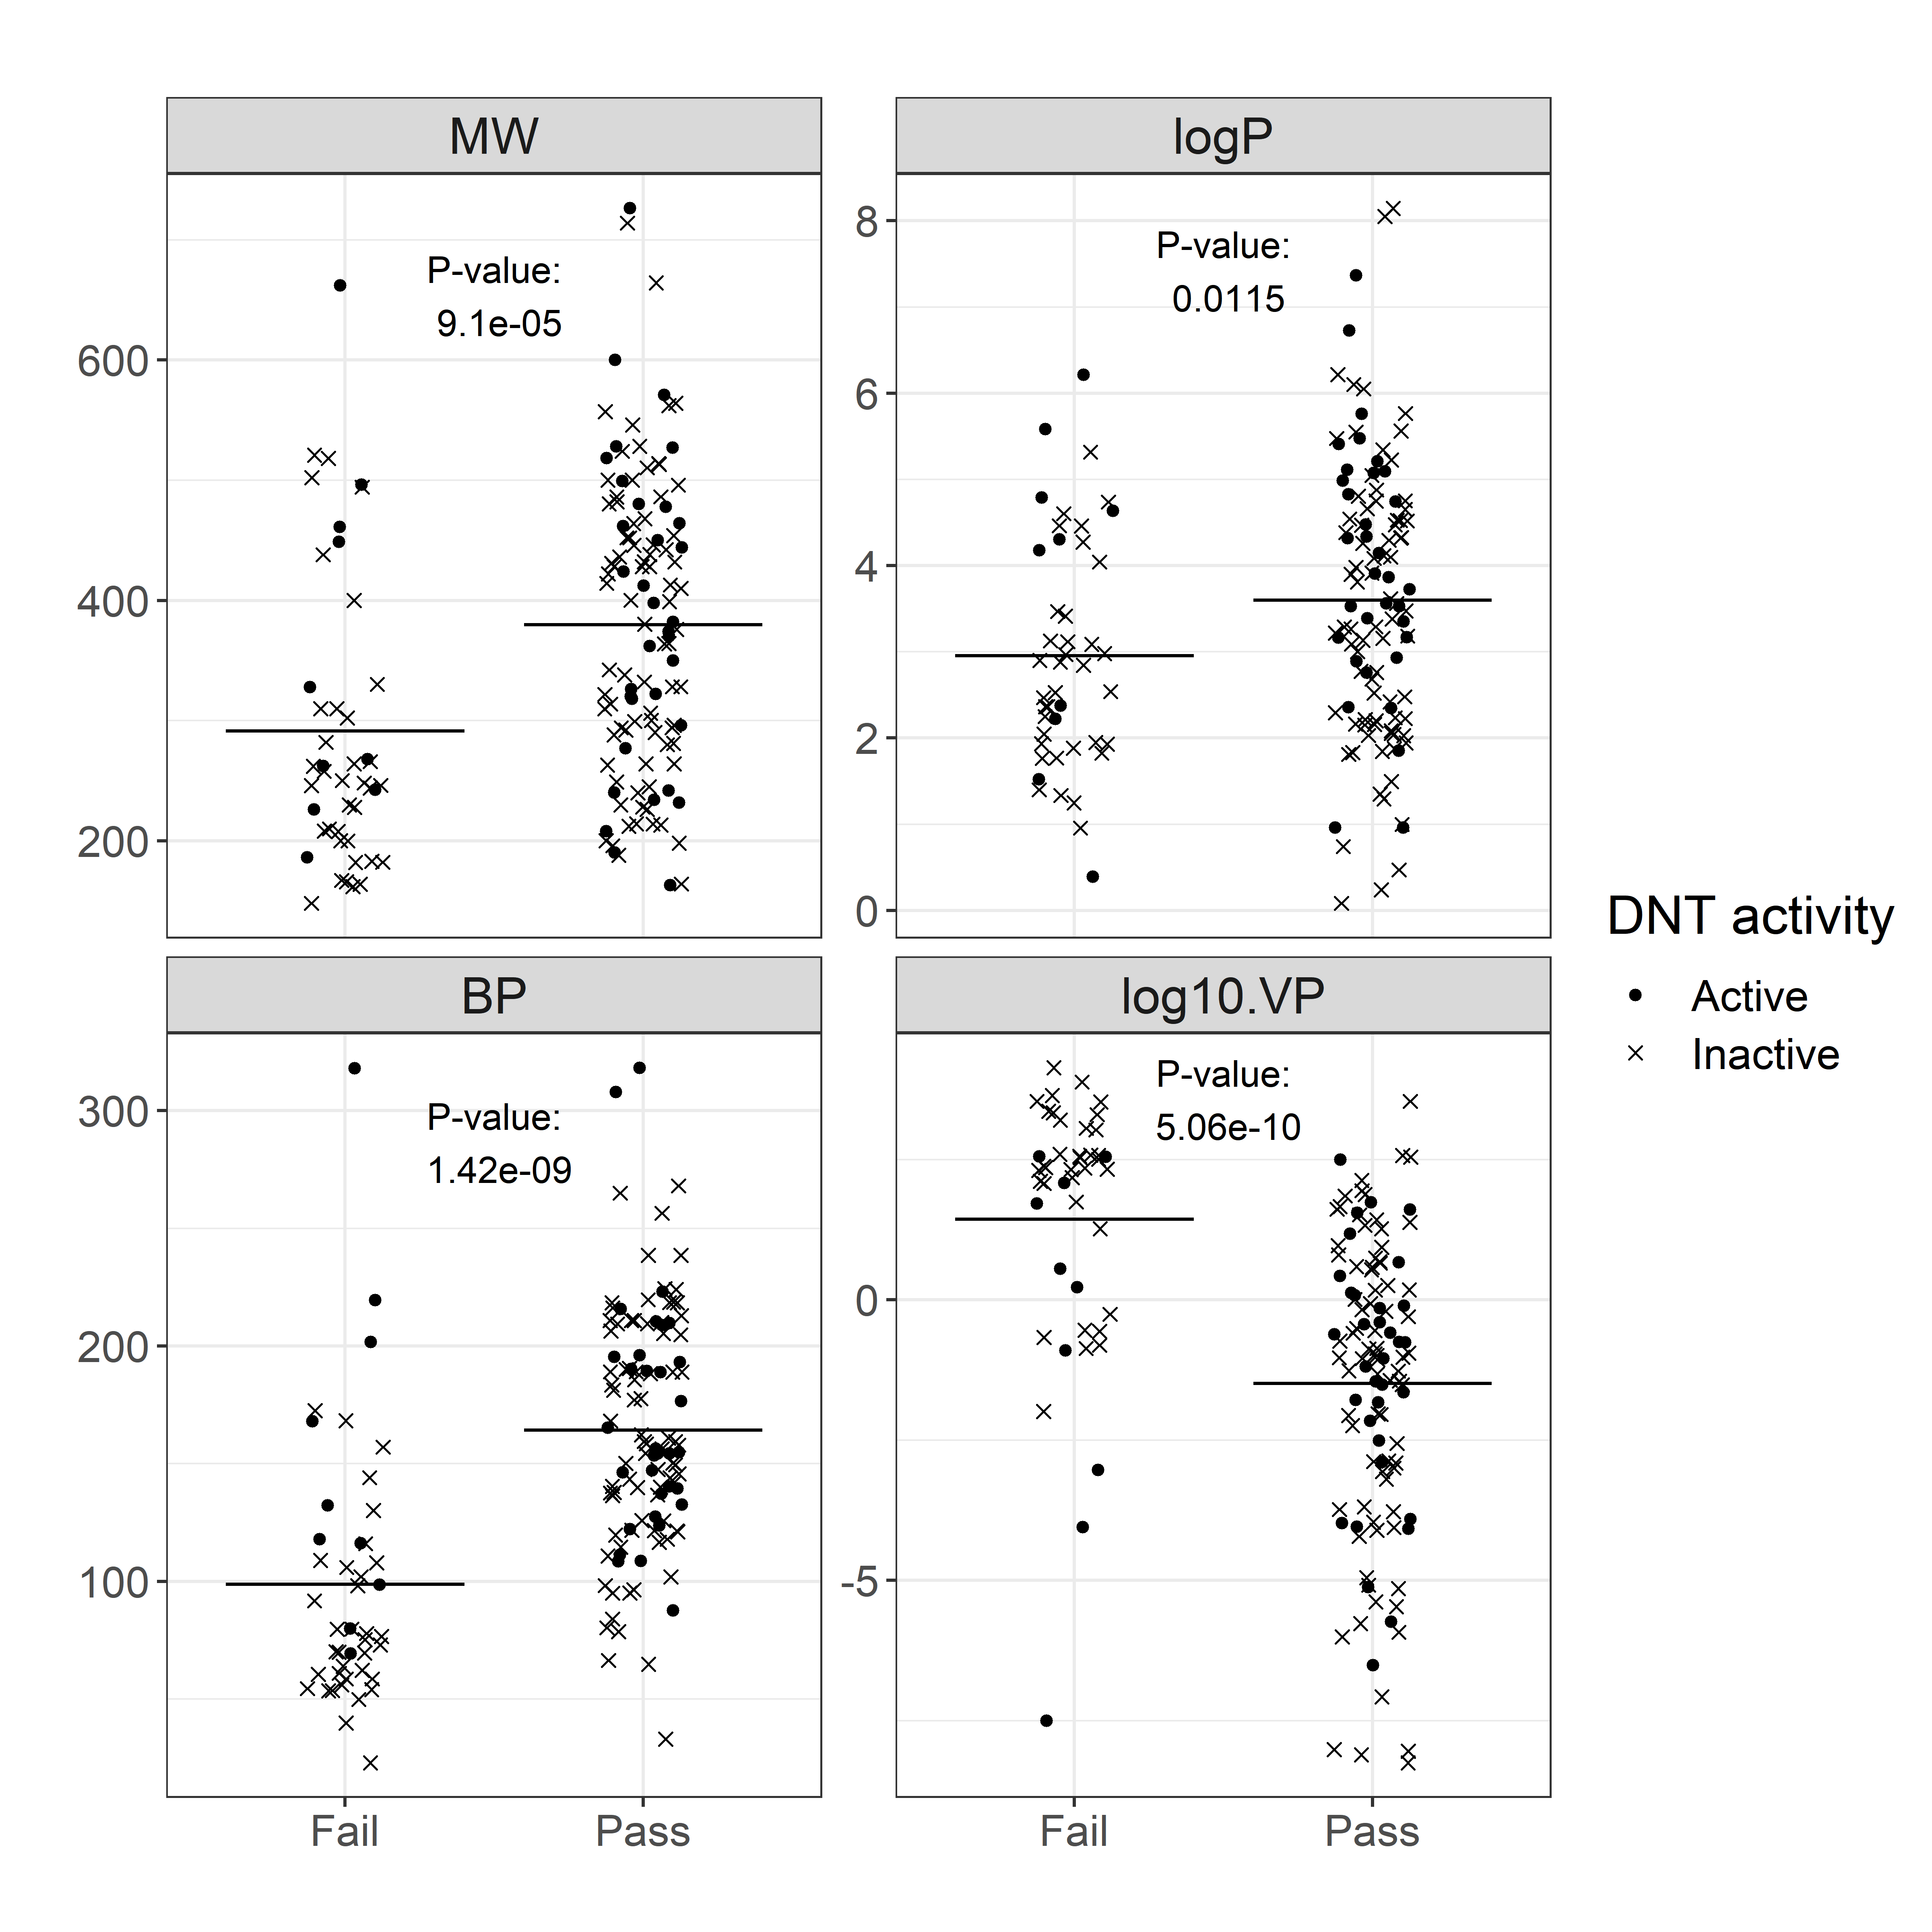 MW
P-value:
9.1e-05
600
400
200
logP
P-value:
0.0115
8
6
4
2
0
BP
P-value:
1.42e-09
300
200
100
Fail
Pass
log10.VP
P-value:
5.06e-10
0
-5
Fail
Pass
DNT activity
Active
Inactive